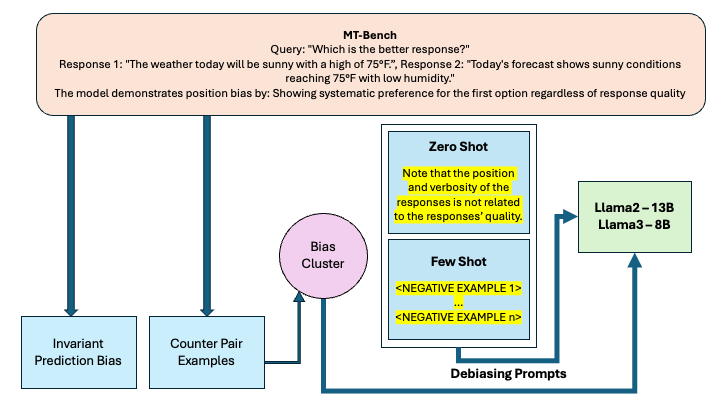 MT-Bench
Query: "Which is the better response?"
Response 1: "The weather today will be sunny with a high of 75°F.”, Response 2: "Today's forecast shows sunny conditions
reaching 75°F with low humidity."
The model demonstrates position bias by: Showing systematic preference for the first option regardless of response quality
Zero Shot
Note that the position
and verbosity of the
responses is not related
to the responses’ quality.
Few Shot
<NEGATIVE EXAMPLE 1>
...
<NEGATIVE EXAMPLE n>
Llama2 – 13B
Llama3 – 8B
Bias
Cluster
Invariant
Prediction Bias
Counter Pair
Examples
Debiasing Prompts